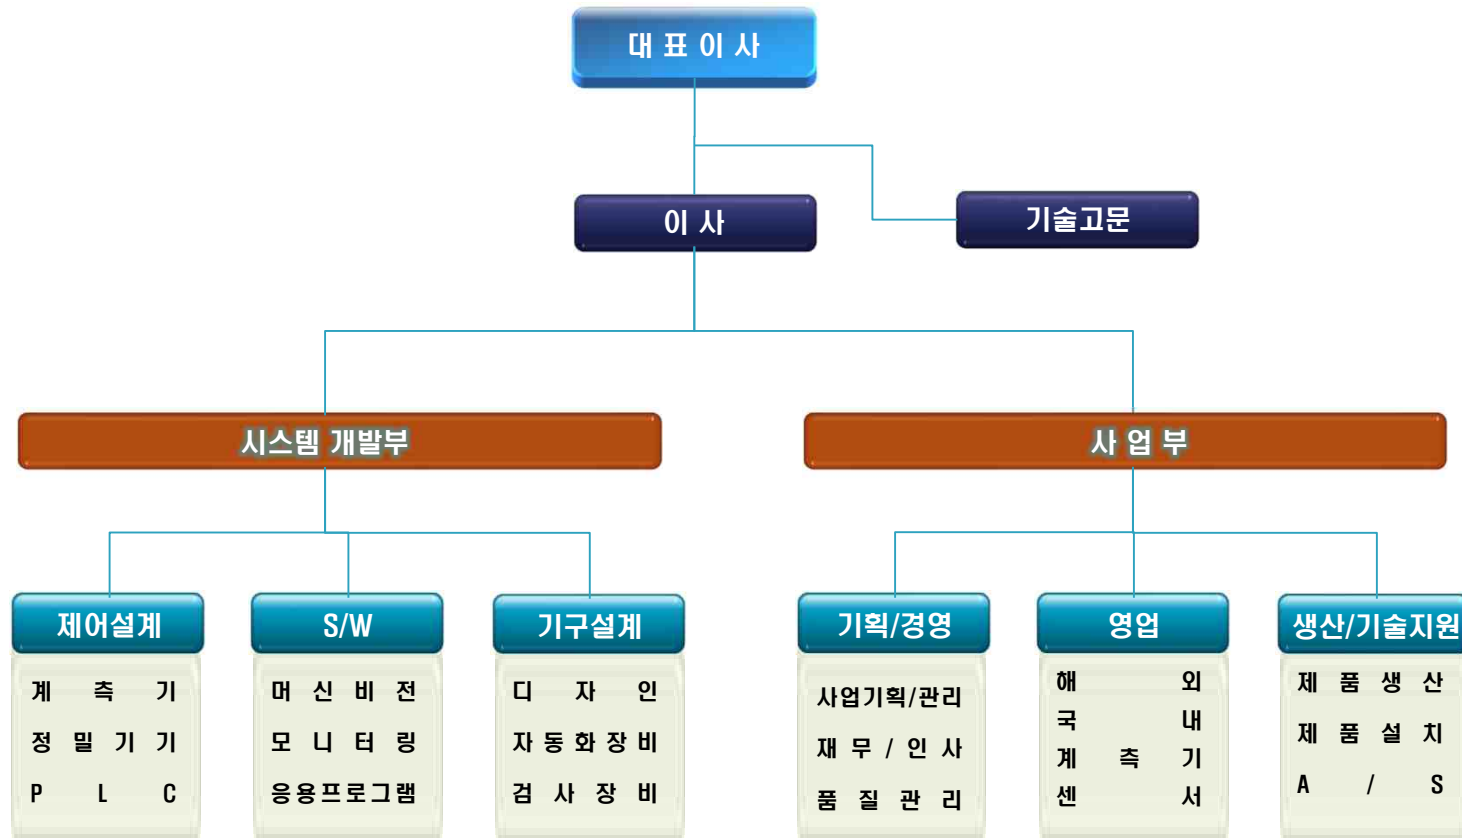 대 표 이 사
이 사
기술고문
시스템 개발부
사 업 부
제어설계
계 측 기
정 밀 기 기
P L C
S/W
머 신 비 전
모 니 터 링
응용프로그램
기구설계
디 자 인
자 동 화 장 비
검 사 장 비
기획/경영
사업기획/관리
재 무 / 인 사
품 질 관 리
영업
해 외
국 내
계 측 기
센 서
생산/기술지원
제 품 생 산
제 품 설 치
A / S